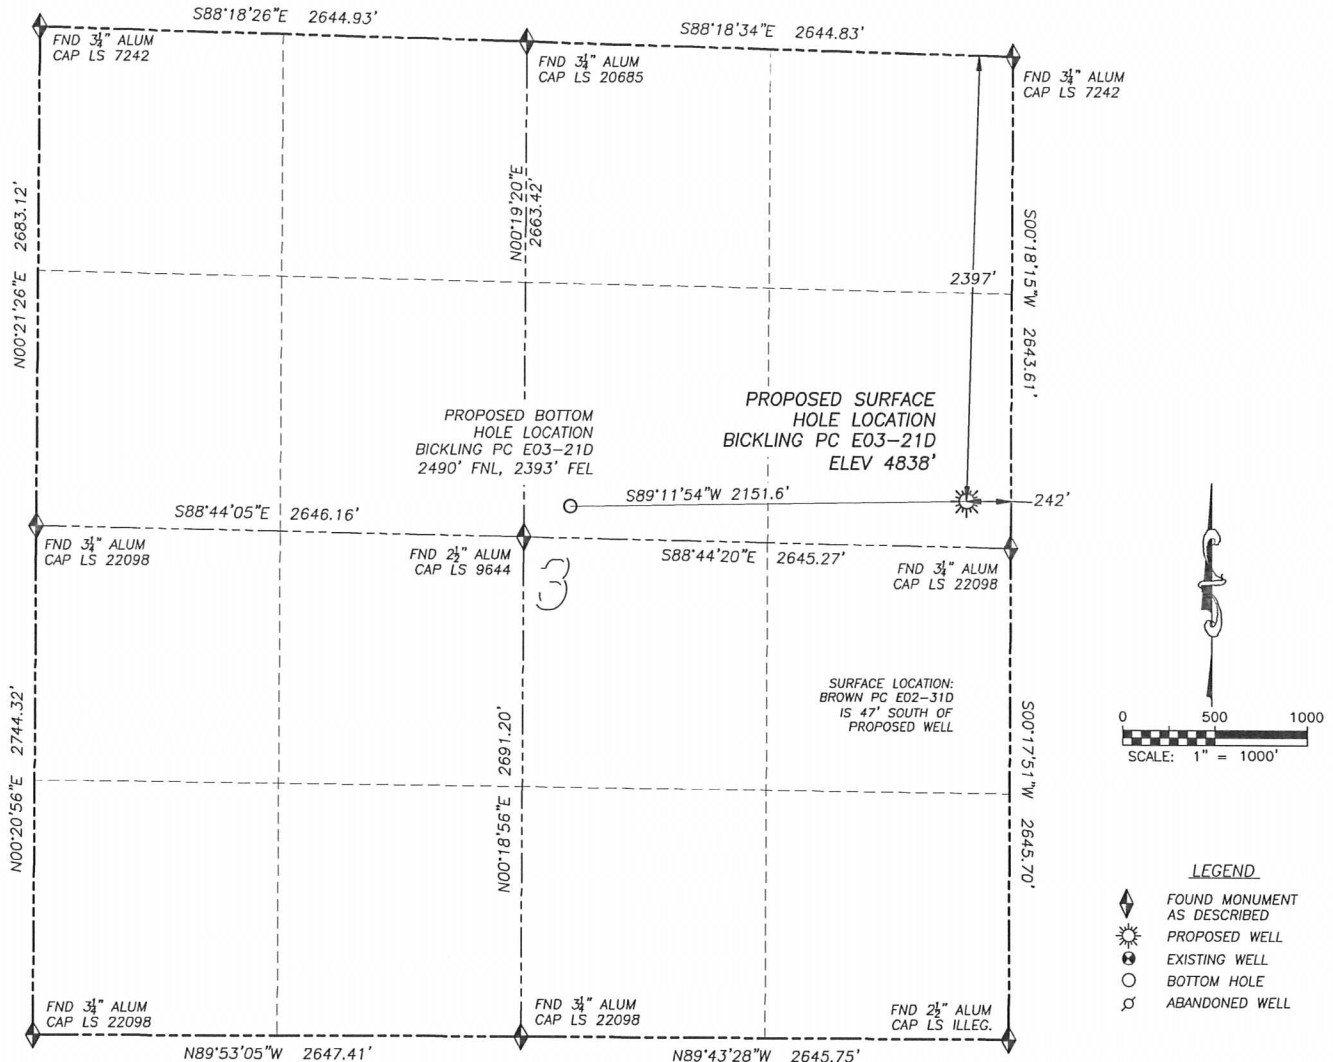 S88°18'26"E 2644.93'
S88°18'34"E 2644.83'
FND 3¼" ALUM
CAP LS 7242
FND 3¼" ALUM
CAP LS 20685
FND 3¼" ALUM
CAP LS 7242
N00°21'26"E 2683.12'
N00°19'20"E
2663.42'
S00°18'15"W 2643.61'
2397'
PROPOSED SURFACE
HOLE LOCATION
BICKLING PC E03-21D
ELEV 4838'
PROPOSED BOTTOM
HOLE LOCATION
BICKLING PC E03-21D
2490' FNL, 2393' FEL
S89°11'54"W 2151.6'
242'
S88°44'05"E 2646.16'
S88°44'20"E 2645.27'
FND 3¼" ALUM
CAP LS 22098
FND 2½" ALUM
CAP LS 9644
FND 3¼" ALUM
CAP LS 22098
3
SURFACE LOCATION:
BROWN PC E02-31D
IS 47' SOUTH OF
PROPOSED WELL
N00°20'56"E 2744.32'
N00°18'56"E 2691.20'
S00°17'51"W 2645.70'
0 500 1000
SCALE: 1" = 1000'
LEGEND
FOUND MONUMENT
AS DESCRIBED
PROPOSED WELL
EXISTING WELL
BOTTOM HOLE
ABANDONED WELL
FND 3¼" ALUM
CAP LS 22098
FND 3¼" ALUM
CAP LS 22098
FND 2½" ALUM
CAP LS ILLEG.
N89°53'05"W 2647.41'
N89°43'28"W 2645.75'